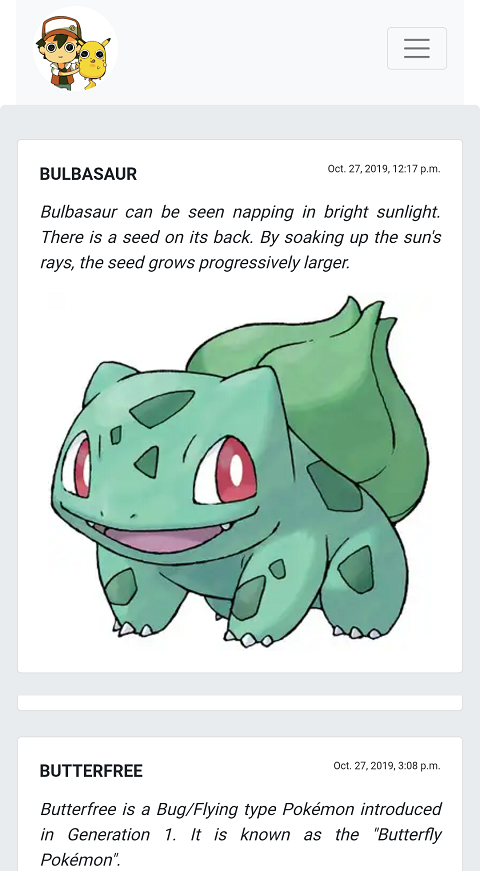 BULBASAUR
Oct. 27, 2019, 12:17 p.m.
Bulbasaur can be seen napping in bright sunlight.
There is a seed on its back. By soaking up the sun's
rays, the seed grows progressively larger.
BUTTERFREE
Oct. 27, 2019, 3:08 p.m.
Butterfree is a Bug/Flying type Pokémon introduced
in Generation 1. It is known as the "Butterfly
Pokémon".